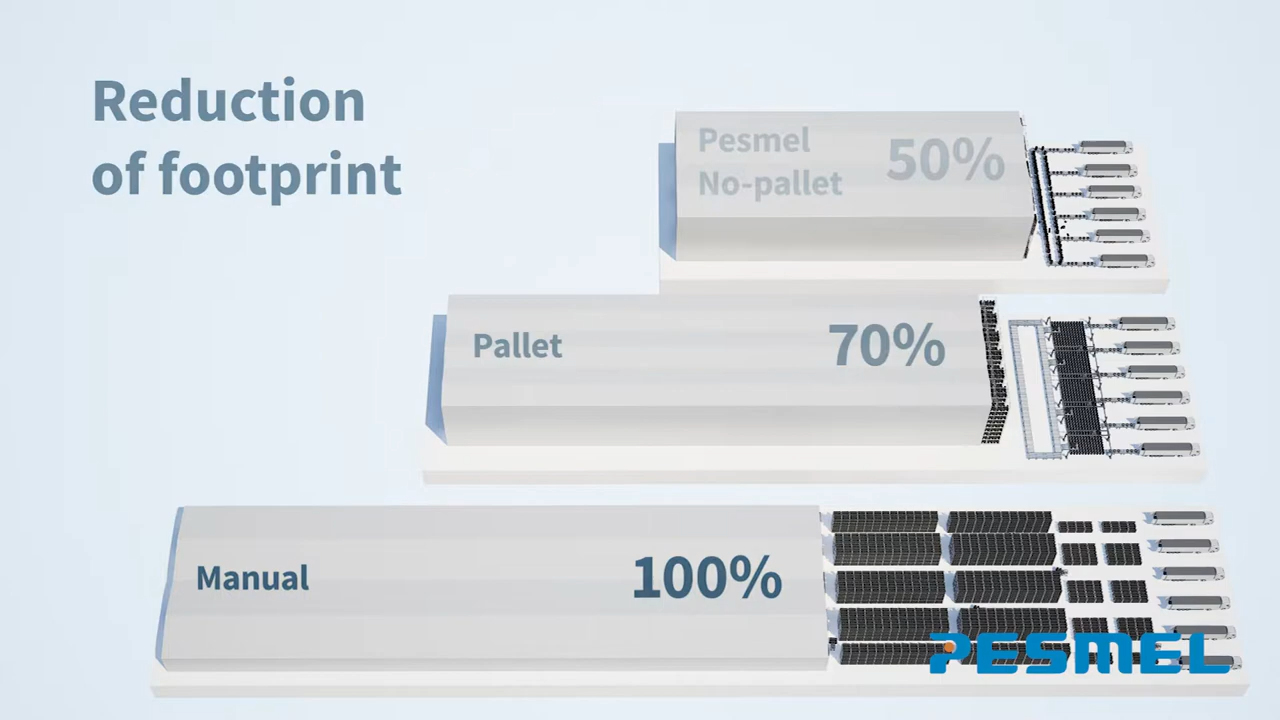 Reduction
of footprint
Pesmel
No-pallet
50%
Pallet
70%
Manual
100%
PESMEL